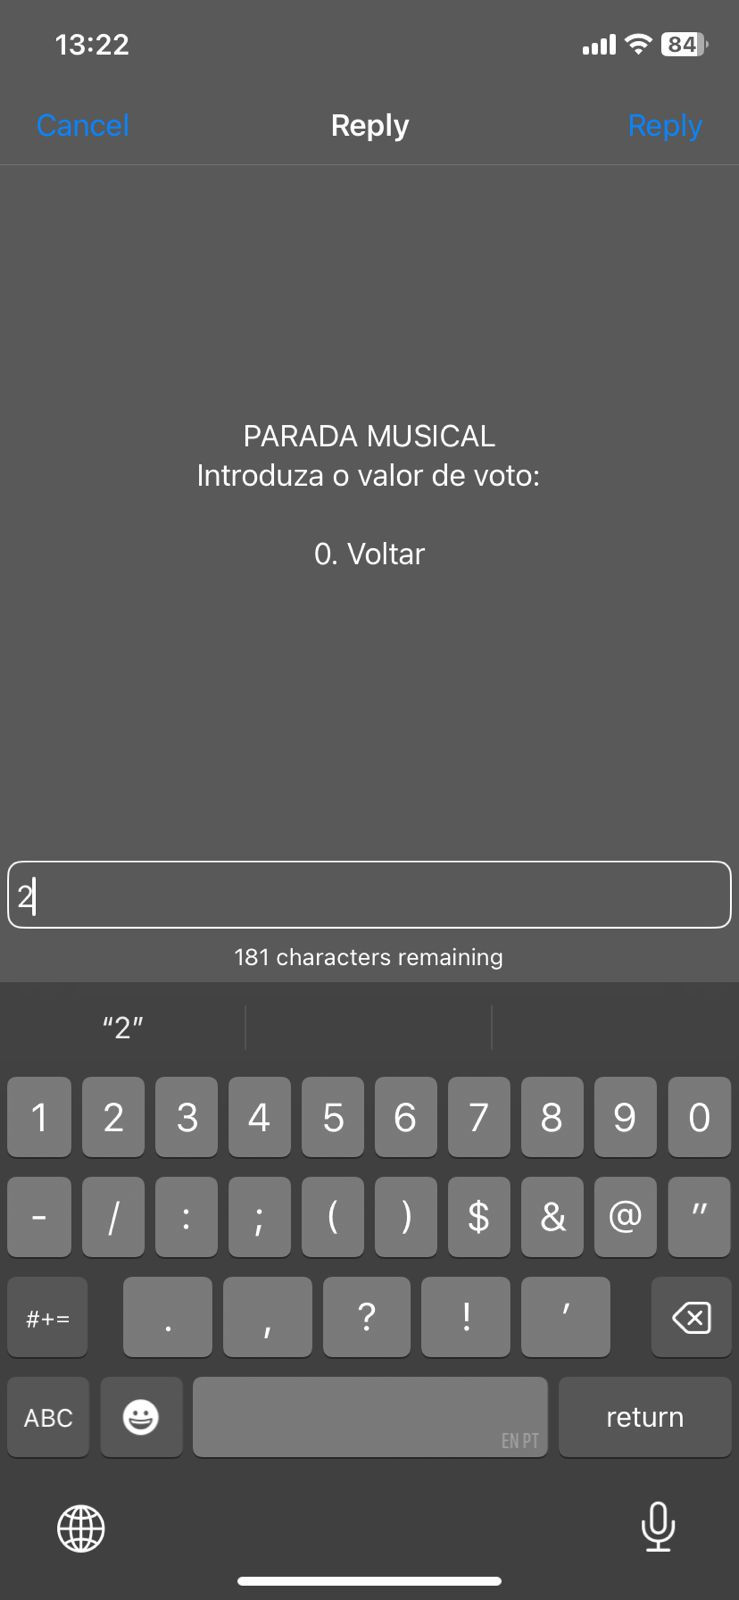 13:22
84
Cancel
Reply
Reply
PARADA MUSICAL
Introduza o valor de voto:
0. Voltar
2
181 characters remaining
“2”
1 2 3 4 5 6 7 8 9 0
- / : ; ( ) $ & @ "
#+= . , ? ! '
ABC
EN PT
return